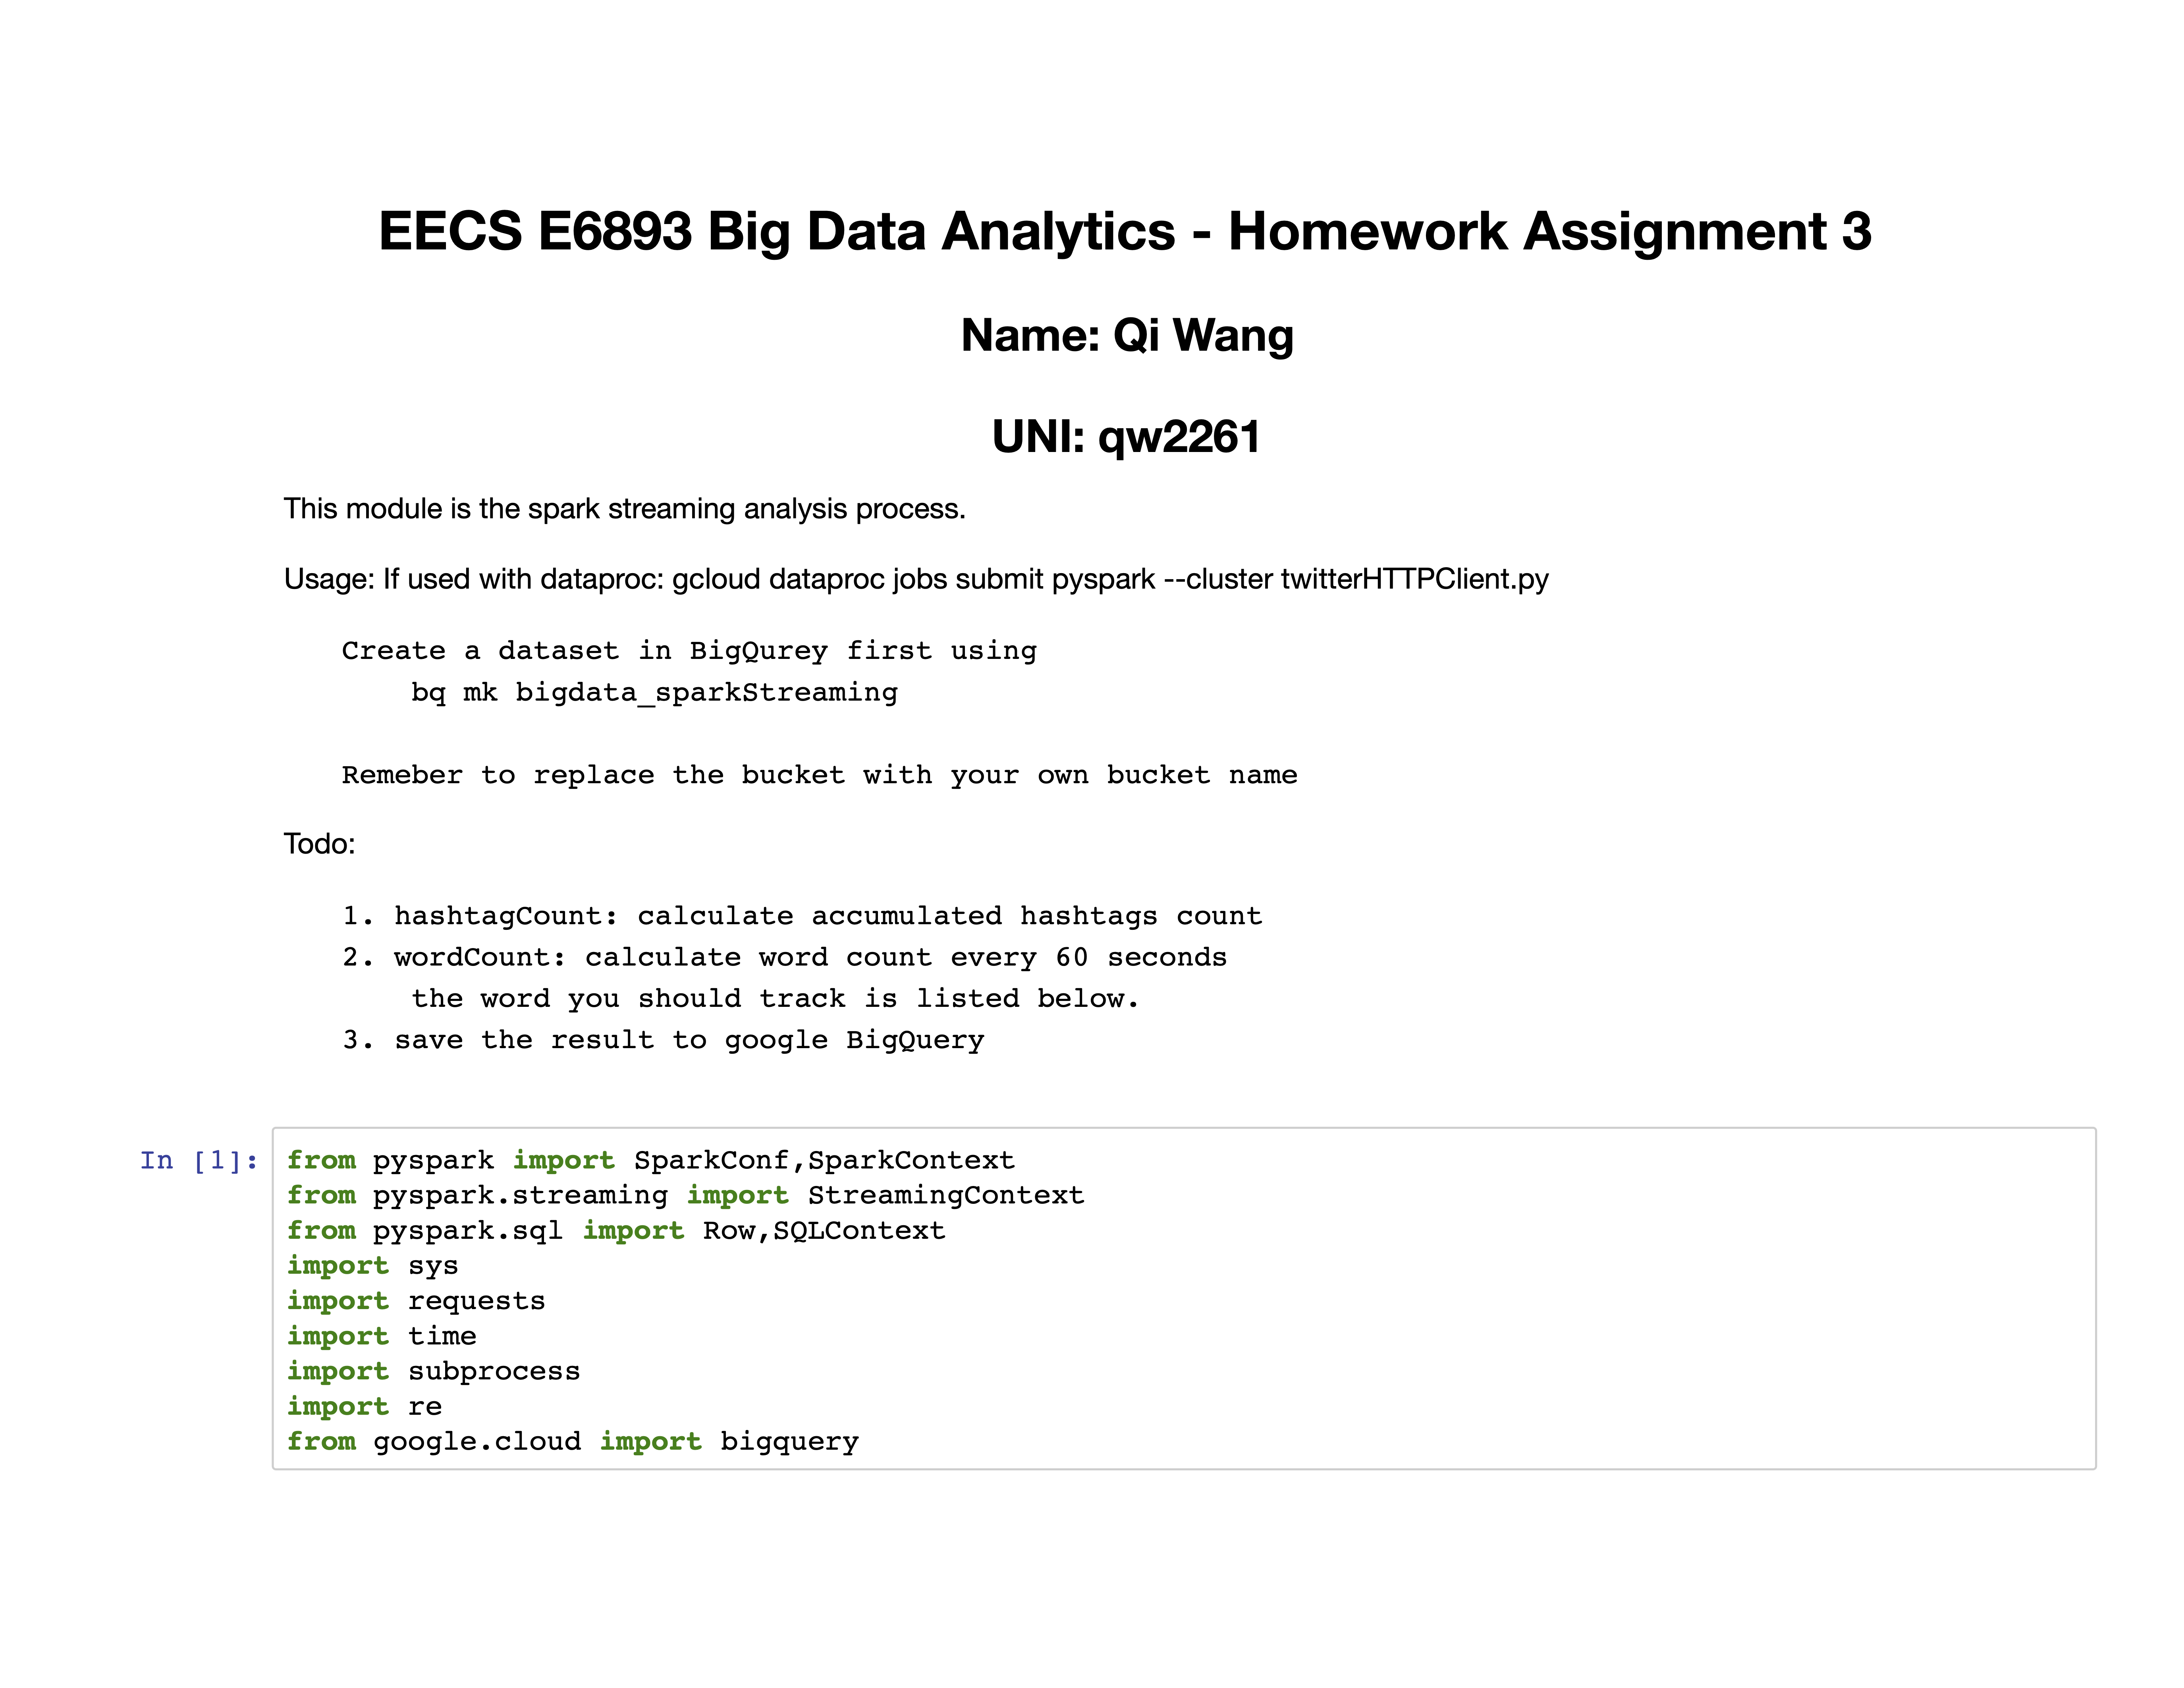 EECS E6893 Big Data Analytics - Homework Assignment 3
Name: Qi Wang
UNI: qw2261
This module is the spark streaming analysis process.
Usage: If used with dataproc: gcloud dataproc jobs submit pyspark --cluster twitterHTTPClient.py
Create a dataset in BigQurey first using
bq mk bigdata_sparkStreaming
Remeber to replace the bucket with your own bucket name
Todo:
1. hashtagCount: calculate accumulated hashtags count
2. wordCount: calculate word count every 60 seconds
the word you should track is listed below.
3. save the result to google BigQuery
In [1]: from pyspark import SparkConf,SparkContext
from pyspark.streaming import StreamingContext
from pyspark.sql import Row,SQLContext
import sys
import requests
import time
import subprocess
import re
from google.cloud import bigquery